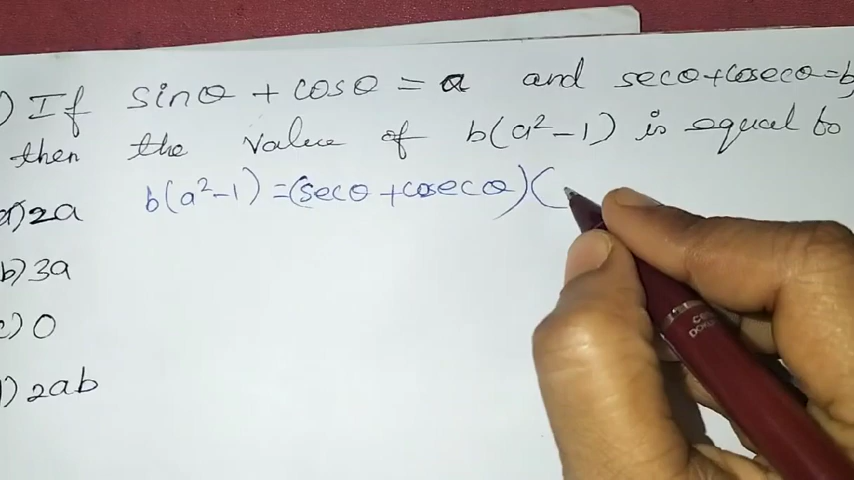 ) If sinθ + cosθ = a and secθ+cosecθ=b,
then the value of b(a²-1) is equal to
b(a²-1) = (secθ + cosecθ)(
a) 2a
b) 3a
c) 0
d) 2ab